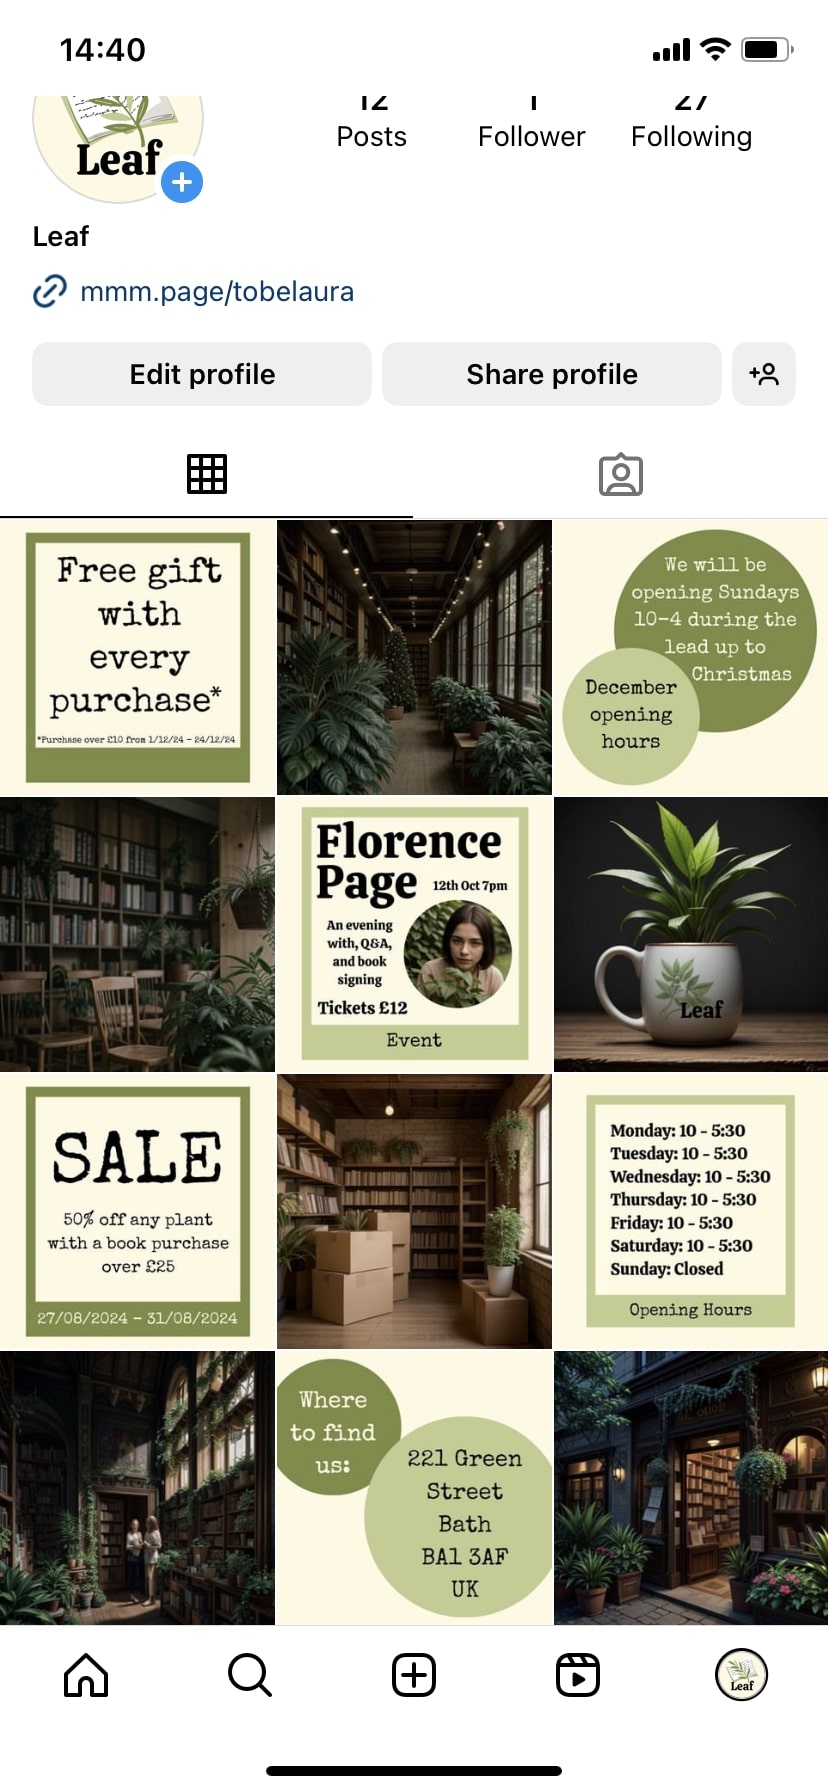 14:40
Leaf
12
1
27
Posts
Follower
Following
Leaf
mmm.page/tobelaura
Edit profile
Share profile
Free gift
with
every
purchase*
*Purchase over £10 from 1/12/24 - 24/12/24
We will be
opening Sundays
10-4 during the
lead up to
Christmas
December
opening
hours
Florence
Page
12th Oct 7pm
An evening
with, Q&A,
and book
signing
Tickets £12
Event
Leaf
SALE
50% off any plant
with a book purchase
over £25
27/08/2024 - 31/08/2024
Monday: 10 - 5:30
Tuesday: 10 - 5:30
Wednesday: 10 - 5:30
Thursday: 10 - 5:30
Friday: 10 - 5:30
Saturday: 10 - 5:30
Sunday: Closed
Opening Hours
Where
to find
us:
221 Green
Street
Bath
BA1 3AF
UK
Leaf